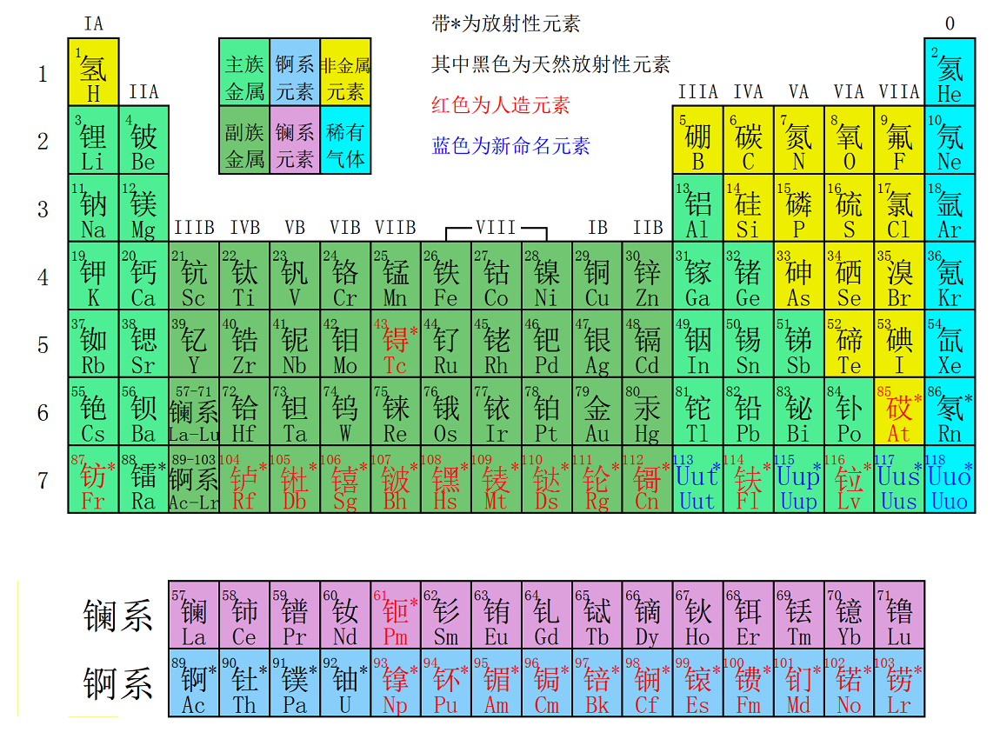 IA 带*为放射性元素 0
其中黑色为天然放射性元素
红色为人造元素
蓝色为新命名元素
主族金属 锕系元素 非金属元素
副族金属 镧系元素 稀有气体
IIA IIIA IVA VA VIA VIIA
1
1 2
氢 氦
H He
2
3 4 5 6 7 8 9 10
锂 铍 硼 碳 氮 氧 氟 氖
Li Be B C N O F Ne
3
11 12 13 14 15 16 17 18
钠 镁 铝 硅 磷 硫 氯 氩
Na Mg Al Si P S Cl Ar
IIIB IVB VB VIB VIIB VIII IB IIB
4
19 20 21 22 23 24 25 26 27 28 29 30 31 32 33 34 35 36
钾 钙 钪 钛 钒 铬 锰 铁 钴 镍 铜 锌 镓 锗 砷 硒 溴 氪
K Ca Sc Ti V Cr Mn Fe Co Ni Cu Zn Ga Ge As Se Br Kr
5
37 38 39 40 41 42 43 44 45 46 47 48 49 50 51 52 53 54
铷 锶 钇 锆 铌 钼 锝* 钌 铑 钯 银 镉 铟 锡 锑 碲 碘 氙
Rb Sr Y Zr Nb Mo Tc Ru Rh Pd Ag Cd In Sn Sb Te I Xe
6
55 56 57-71 72 73 74 75 76 77 78 79 80 81 82 83 84 85 86
铯 钡 镧系 铪 钽 钨 铼 锇 铱 铂 金 汞 铊 铅 铋 钋 砹* 氡*
Cs Ba La-Lu Hf Ta W Re Os Ir Pt Au Hg Tl Pb Bi Po At Rn
7
87 88 89-103 104 105 106 107 108 109 110 111 112 113 114 115 116 117 118
钫* 镭* 锕系 𬬻* 𬭊* 𬭳* 𬭛* 𬭶* 鿏* 𫟼* 𬬭* 鿔* Uut* 𫓧* Uup* 𫟷* Uus* Uuo*
Fr Ra Ac-Lr Rf Db Sg Bh Hs Mt Ds Rg Cn Uut Fl Uup Lv Uus Uuo
镧系
57 58 59 60 61 62 63 64 65 66 67 68 69 70 71
镧 铈 镨 钕 钷* 钐 铕 钆 铽 镝 钬 铒 铥 镱 镥
La Ce Pr Nd Pm Sm Eu Gd Tb Dy Ho Er Tm Yb Lu
锕系
89 90 91 92 93 94 95 96 97 98 99 100 101 102 103
锕* 钍* 镤* 铀* 镎* 钚* 镅* 锔* 锫* 锎* 锿* 镄* 钔* 锘* 铹*
Ac Th Pa U Np Pu Am Cm Bk Cf Es Fm Md No Lr